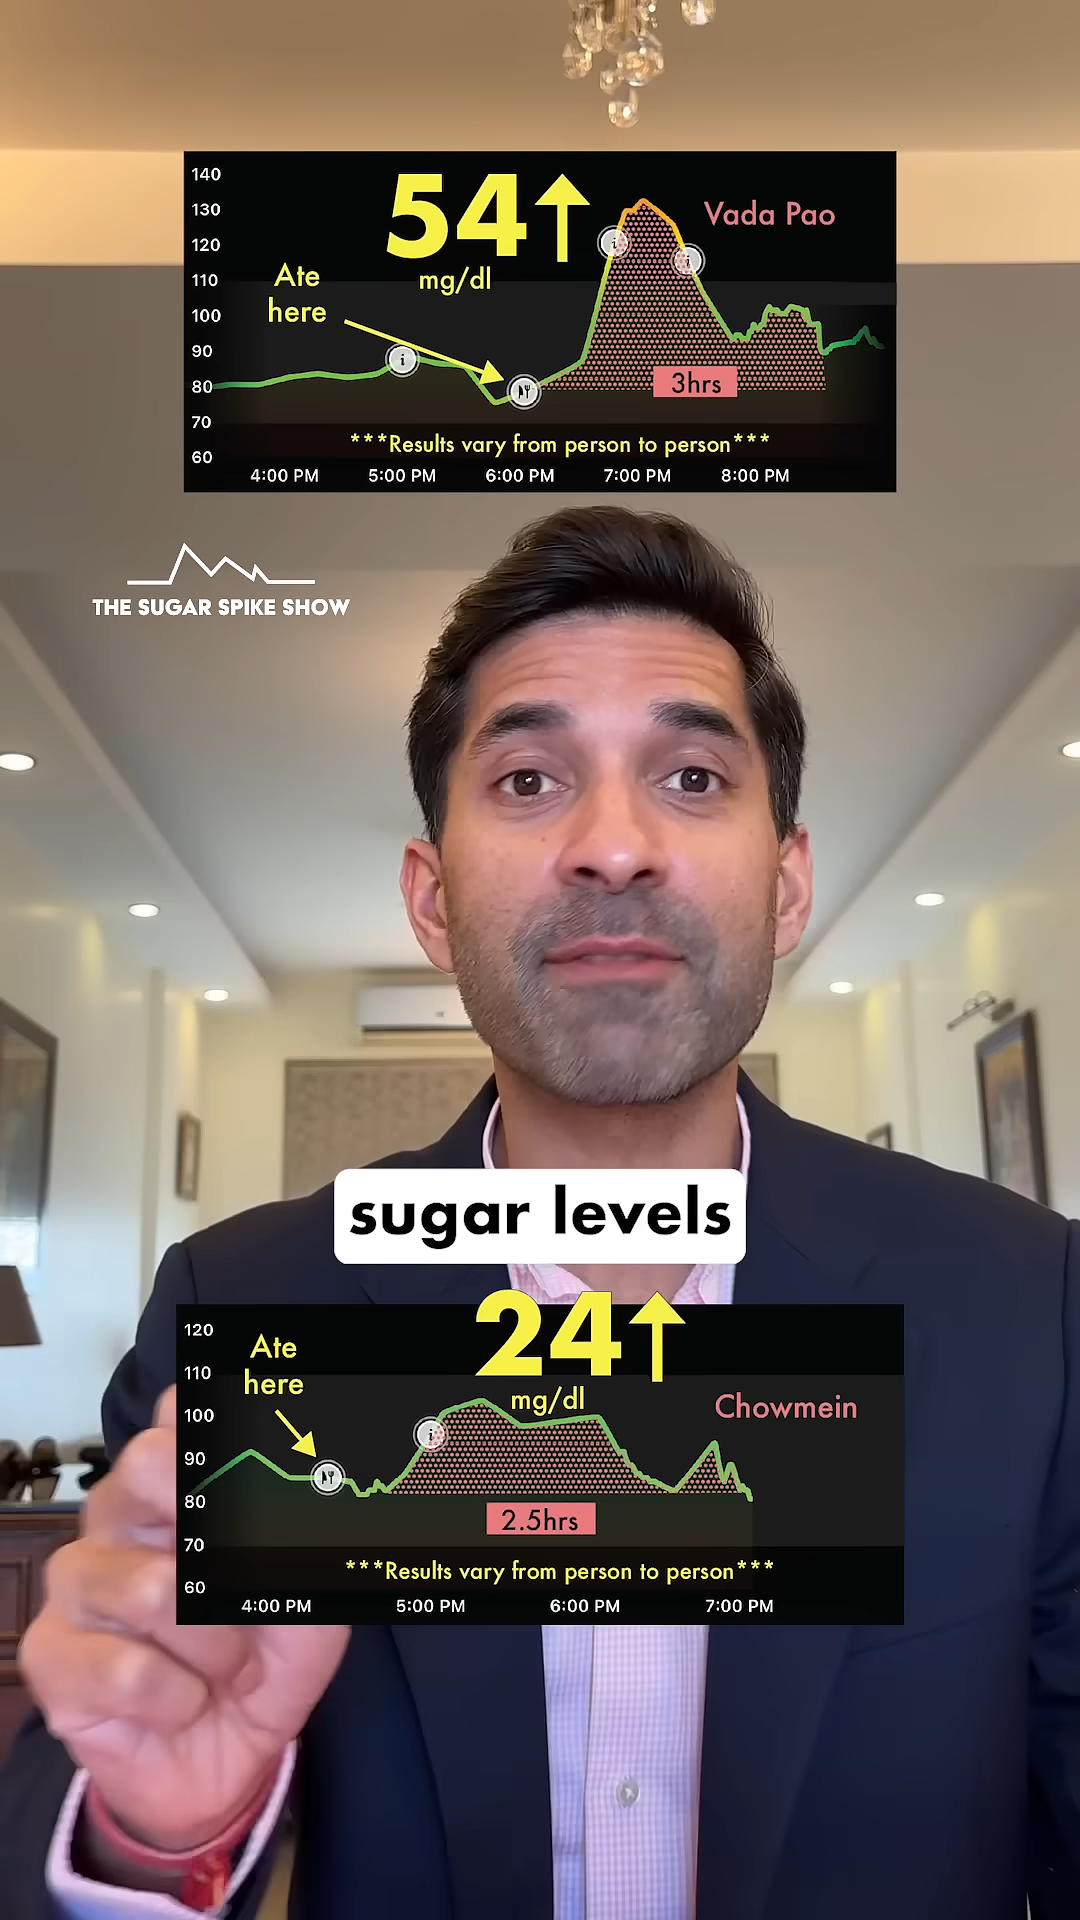 140
54↑
Vada Pao
130
120
Ate
here
mg/dl
110
100
90
80
3hrs
70
***Results vary from person to person***
60
4:00 PM 5:00 PM 6:00 PM 7:00 PM 8:00 PM
THE SUGAR SPIKE SHOW
sugar levels
24↑
120
Ate
here
110
mg/dl
Chowmein
100
90
80
2.5hrs
70
***Results vary from person to person***
60
4:00 PM 5:00 PM 6:00 PM 7:00 PM